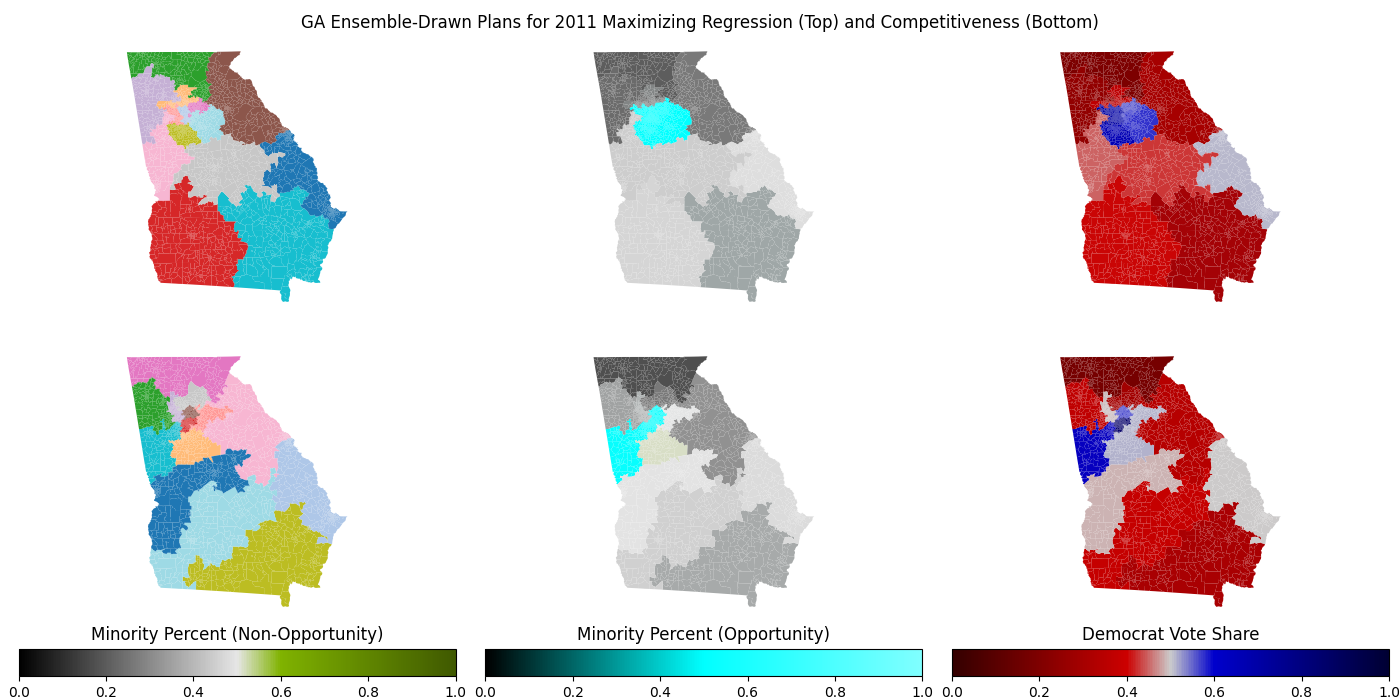 GA Ensemble-Drawn Plans for 2011 Maximizing Regression (Top) and Competitiveness (Bottom)
Minority Percent (Non-Opportunity)
0.0 0.2 0.4 0.6 0.8 1.0
Minority Percent (Opportunity)
0.0 0.2 0.4 0.6 0.8 1.0
Democrat Vote Share
0.0 0.2 0.4 0.6 0.8 1.0